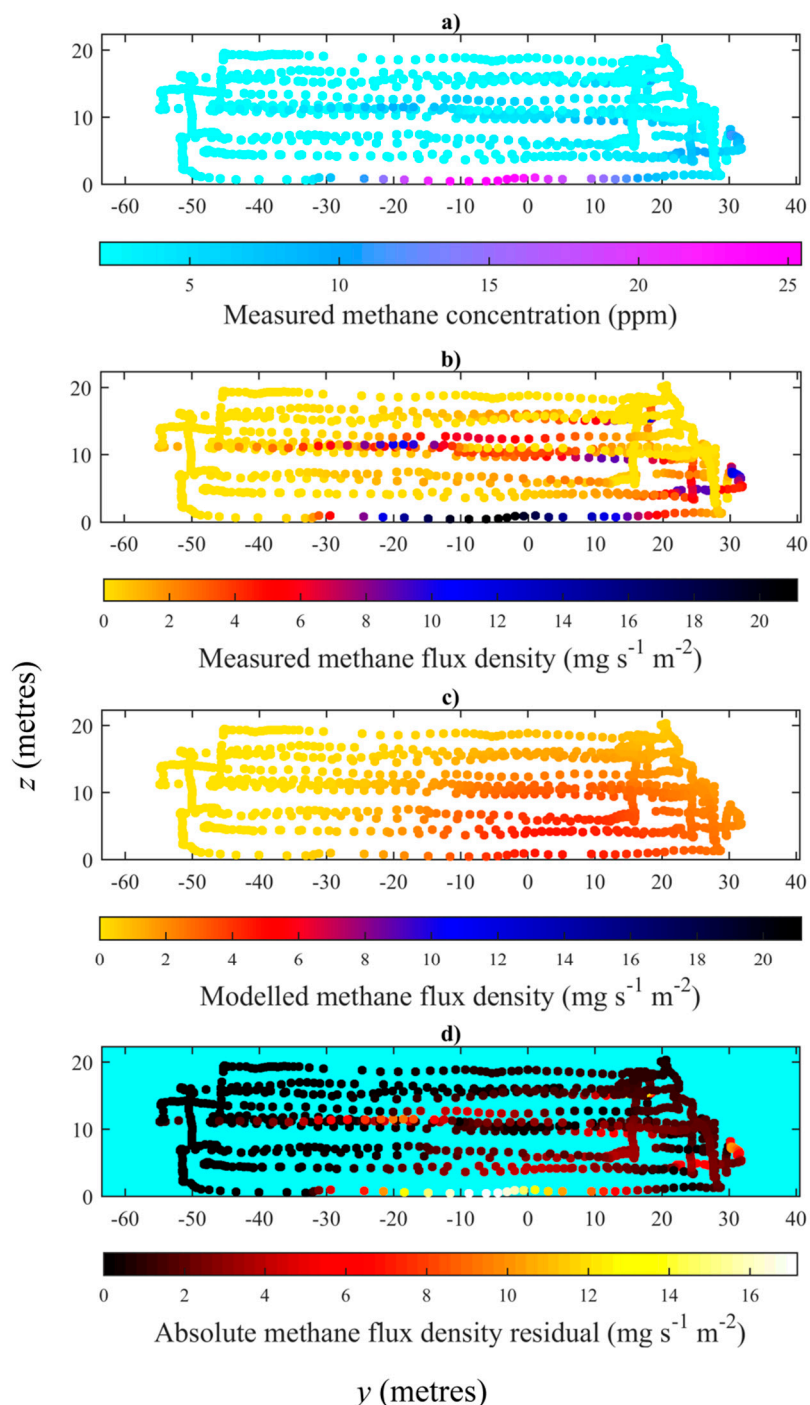 a)
20
10
0
-60 -50 -40 -30 -20 -10 0 10 20 30 40
5 10 15 20 25
Measured methane concentration (ppm)
b)
20
10
0
-60 -50 -40 -30 -20 -10 0 10 20 30 40
0 2 4 6 8 10 12 14 16 18 20
Measured methane flux density (mg s⁻¹ m⁻²)
z (metres)
c)
20
10
0
-60 -50 -40 -30 -20 -10 0 10 20 30 40
0 2 4 6 8 10 12 14 16 18 20
Modelled methane flux density (mg s⁻¹ m⁻²)
d)
20
10
0
-60 -50 -40 -30 -20 -10 0 10 20 30 40
0 2 4 6 8 10 12 14 16
Absolute methane flux density residual (mg s⁻¹ m⁻²)
y (metres)